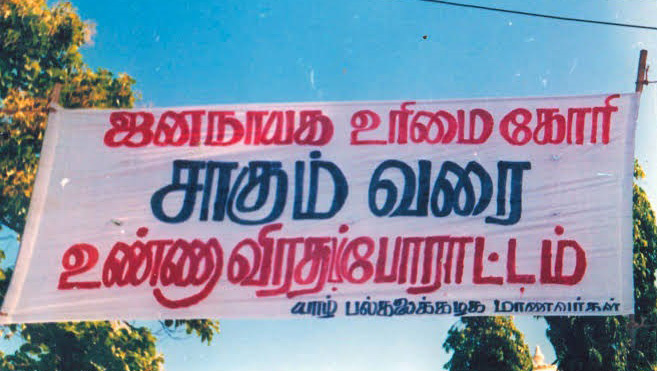 ஜனநாயக உரிமை கோரி
சாகும் வரை
உண்ணாவிரதப்போராட்டம்
யாழ் பல்கலைக்கழக மாணவர்கள்